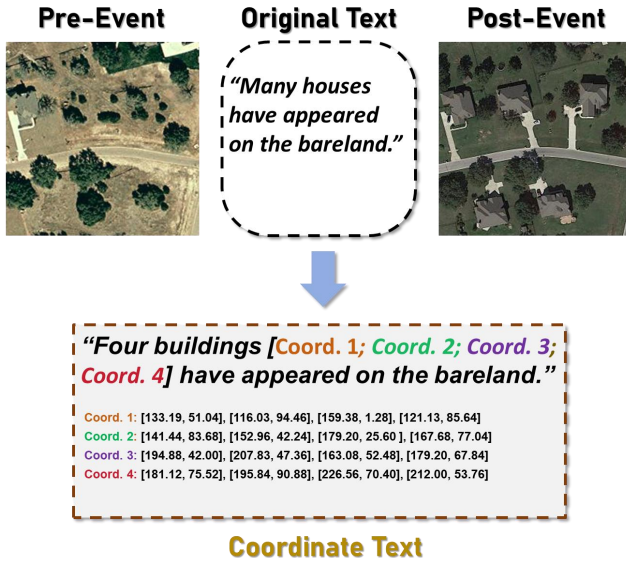 Pre-Event
Original Text
Post-Event
“Many houses
have appeared
on the bareland.”
“Four buildings [Coord. 1; Coord. 2; Coord. 3;
Coord. 4] have appeared on the bareland.”
Coord. 1: [133.19, 51.04], [116.03, 94.46], [159.38, 1.28], [121.13, 85.64]
Coord. 2: [141.44, 83.68], [152.96, 42.24], [179.20, 25.60 ], [167.68, 77.04]
Coord. 3: [194.88, 42.00], [207.83, 47.36], [163.08, 52.48], [179.20, 67.84]
Coord. 4: [181.12, 75.52], [195.84, 90.88], [226.56, 70.40], [212.00, 53.76]
Coordinate Text